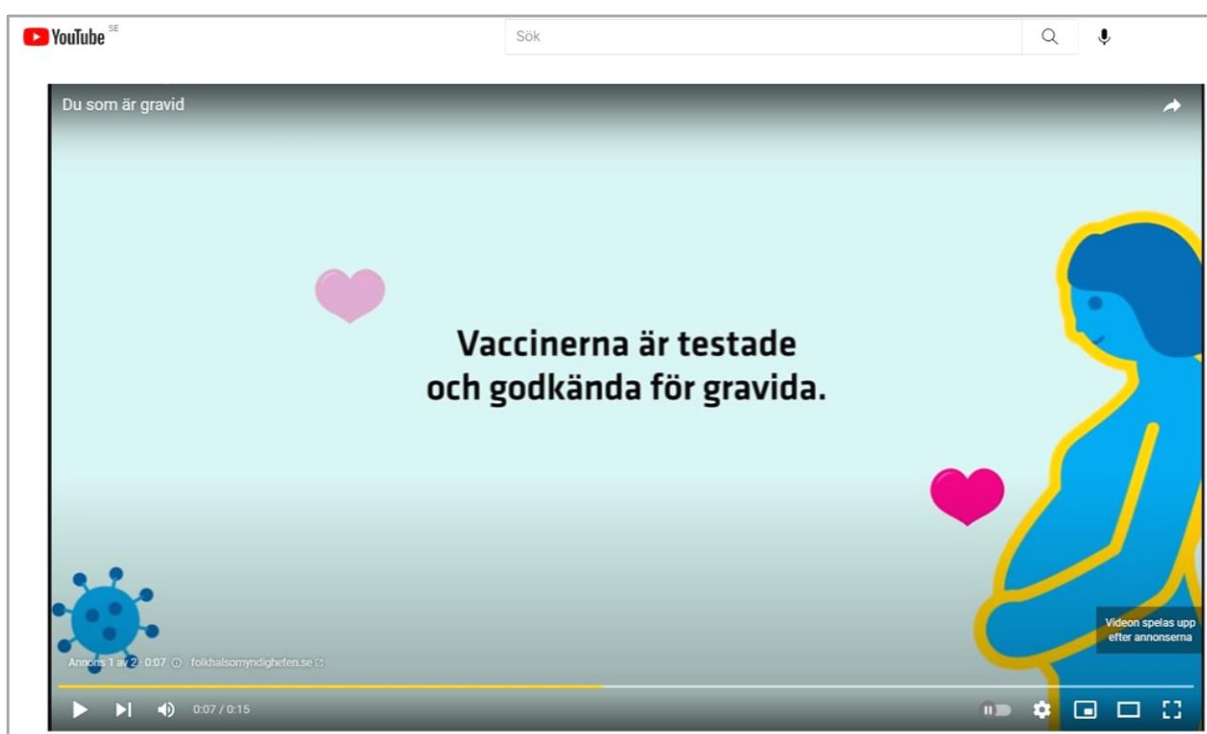 YouTube SE
Sök
Du som är gravid
Vaccinerna är testade
och godkända för gravida.
Videon spelas upp
efter annonserna
Annons 1 av 2 · 0:07 folkhalsomyndigheten.se
0:07 / 0:15